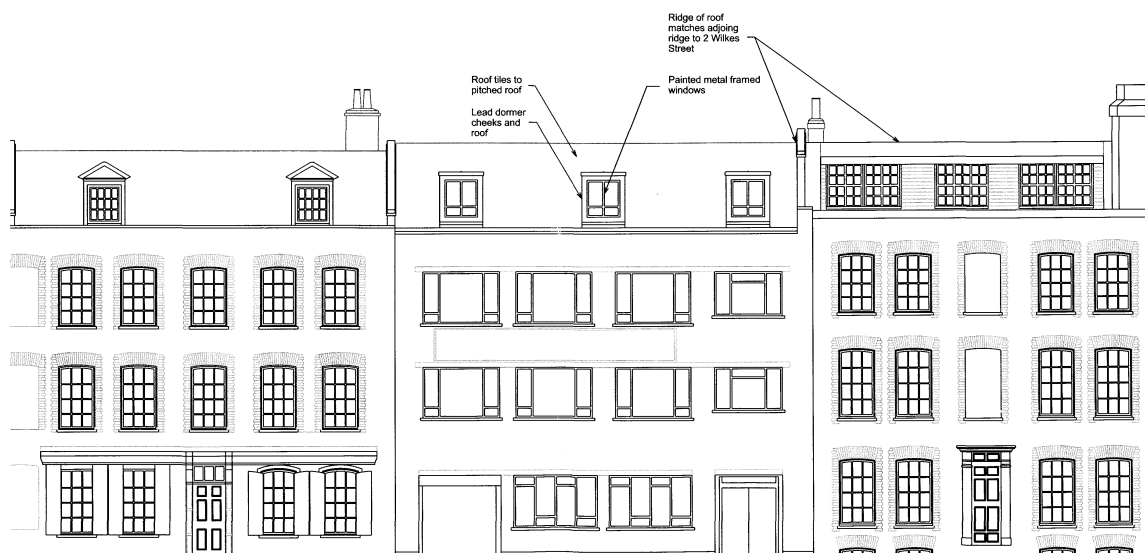 Ridge of roof
matches adjoing
ridge to 2 Wilkes
Street
Roof tiles to
pitched roof
Painted metal framed
windows
Lead dormer
cheeks and
roof